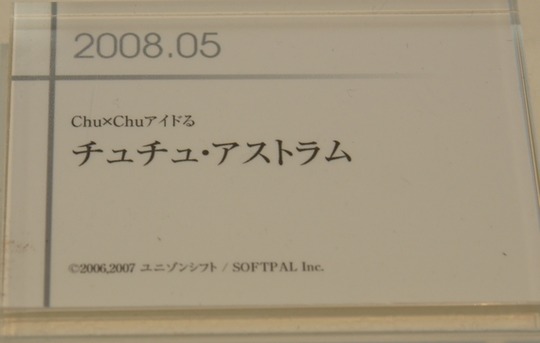 2008.05
Chu×Chuアイドる
チュチュ・アストラム
©2006,2007 ユニゾンシフト / SOFTPAL Inc.